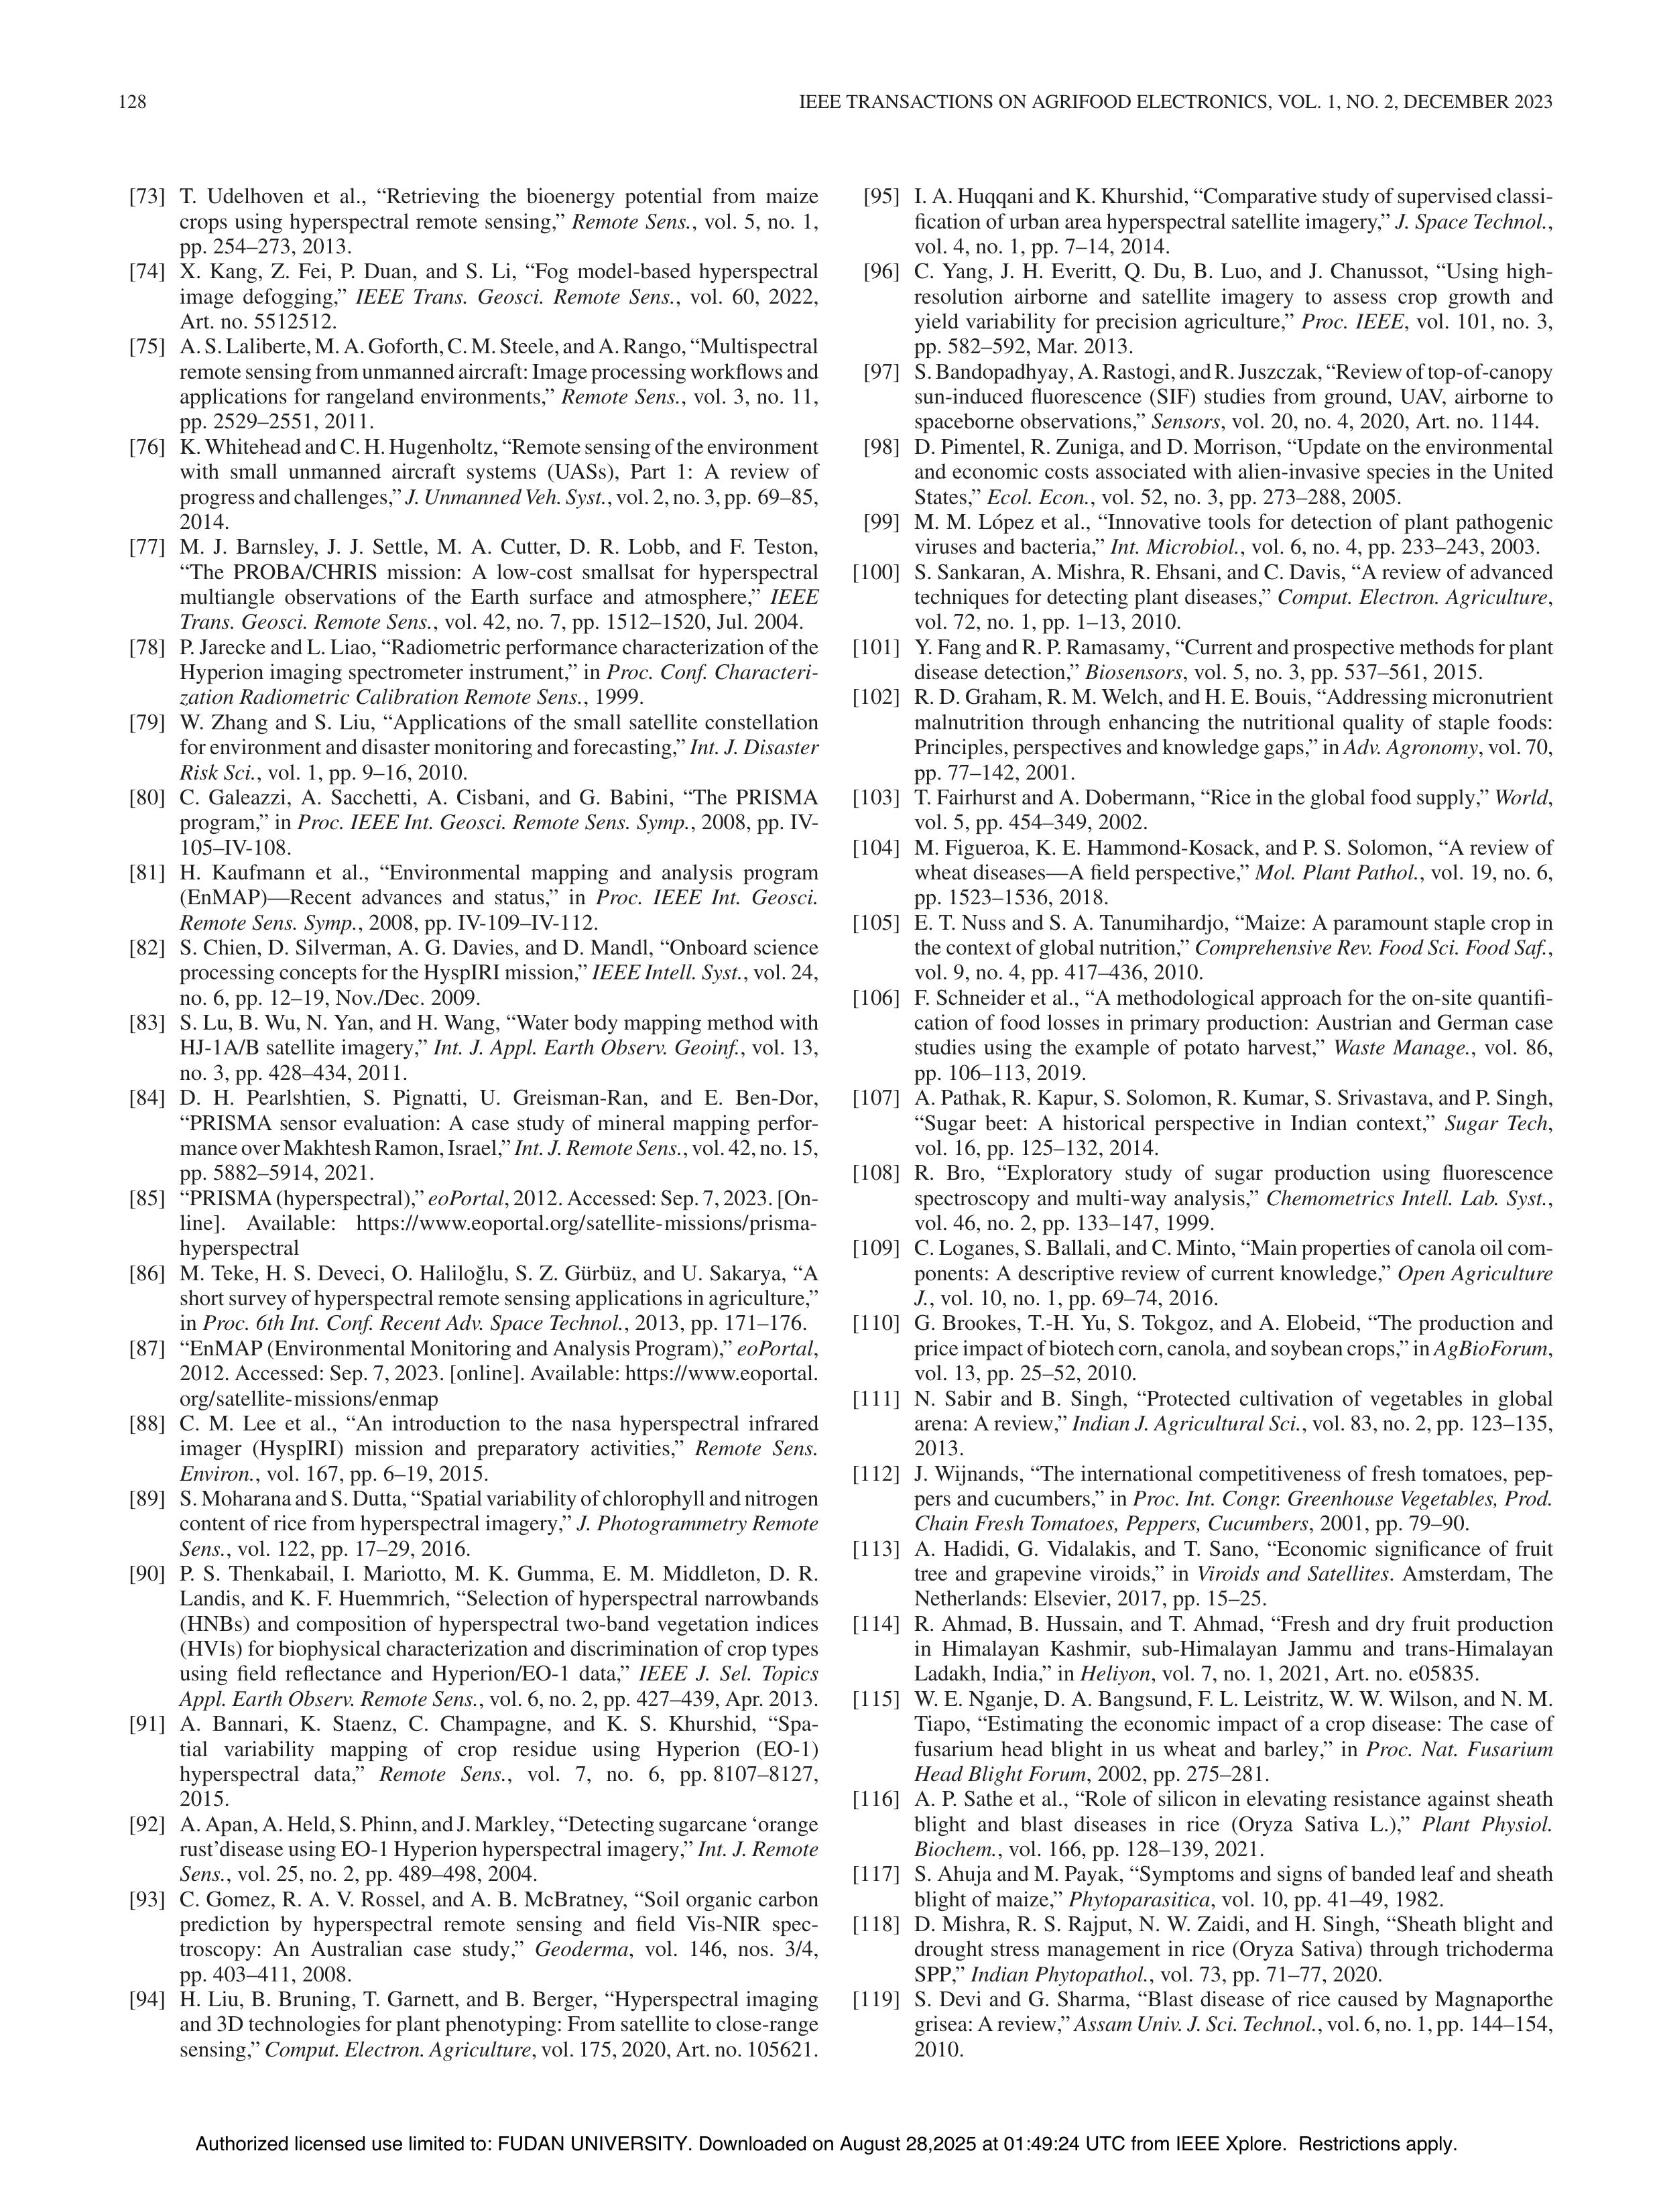 128
IEEE TRANSACTIONS ON AGRIFOOD ELECTRONICS, VOL. 1, NO. 2, DECEMBER 2023
[73] T. Udelhoven et al., “Retrieving the bioenergy potential from maize
crops using hyperspectral remote sensing,” Remote Sens., vol. 5, no. 1,
pp. 254–273, 2013.
[74] X. Kang, Z. Fei, P. Duan, and S. Li, “Fog model-based hyperspectral
image defogging,” IEEE Trans. Geosci. Remote Sens., vol. 60, 2022,
Art. no. 5512512.
[75] A. S. Laliberte, M. A. Goforth, C. M. Steele, and A. Rango, “Multispectral
remote sensing from unmanned aircraft: Image processing workflows and
applications for rangeland environments,” Remote Sens., vol. 3, no. 11,
pp. 2529–2551, 2011.
[76] K. Whitehead and C. H. Hugenholtz, “Remote sensing of the environment
with small unmanned aircraft systems (UASs), Part 1: A review of
progress and challenges,” J. Unmanned Veh. Syst., vol. 2, no. 3, pp. 69–85,
2014.
[77] M. J. Barnsley, J. J. Settle, M. A. Cutter, D. R. Lobb, and F. Teston,
“The PROBA/CHRIS mission: A low-cost smallsat for hyperspectral
multiangle observations of the Earth surface and atmosphere,” IEEE
Trans. Geosci. Remote Sens., vol. 42, no. 7, pp. 1512–1520, Jul. 2004.
[78] P. Jarecke and L. Liao, “Radiometric performance characterization of the
Hyperion imaging spectrometer instrument,” in Proc. Conf. Characteri-
zation Radiometric Calibration Remote Sens., 1999.
[79] W. Zhang and S. Liu, “Applications of the small satellite constellation
for environment and disaster monitoring and forecasting,” Int. J. Disaster
Risk Sci., vol. 1, pp. 9–16, 2010.
[80] C. Galeazzi, A. Sacchetti, A. Cisbani, and G. Babini, “The PRISMA
program,” in Proc. IEEE Int. Geosci. Remote Sens. Symp., 2008, pp. IV-
105–IV-108.
[81] H. Kaufmann et al., “Environmental mapping and analysis program
(EnMAP)—Recent advances and status,” in Proc. IEEE Int. Geosci.
Remote Sens. Symp., 2008, pp. IV-109–IV-112.
[82] S. Chien, D. Silverman, A. G. Davies, and D. Mandl, “Onboard science
processing concepts for the HyspIRI mission,” IEEE Intell. Syst., vol. 24,
no. 6, pp. 12–19, Nov./Dec. 2009.
[83] S. Lu, B. Wu, N. Yan, and H. Wang, “Water body mapping method with
HJ-1A/B satellite imagery,” Int. J. Appl. Earth Observ. Geoinf., vol. 13,
no. 3, pp. 428–434, 2011.
[84] D. H. Pearlshtien, S. Pignatti, U. Greisman-Ran, and E. Ben-Dor,
“PRISMA sensor evaluation: A case study of mineral mapping perfor-
mance over Makhtesh Ramon, Israel,” Int. J. Remote Sens., vol. 42, no. 15,
pp. 5882–5914, 2021.
[85] “PRISMA (hyperspectral),” eoPortal, 2012. Accessed: Sep. 7, 2023. [On-
line]. Available: https://www.eoportal.org/satellite-missions/prisma-
hyperspectral
[86] M. Teke, H. S. Deveci, O. Haliloğlu, S. Z. Gürbüz, and U. Sakarya, “A
short survey of hyperspectral remote sensing applications in agriculture,”
in Proc. 6th Int. Conf. Recent Adv. Space Technol., 2013, pp. 171–176.
[87] “EnMAP (Environmental Monitoring and Analysis Program),” eoPortal,
2012. Accessed: Sep. 7, 2023. [online]. Available: https://www.eoportal.
org/satellite-missions/enmap
[88] C. M. Lee et al., “An introduction to the nasa hyperspectral infrared
imager (HyspIRI) mission and preparatory activities,” Remote Sens.
Environ., vol. 167, pp. 6–19, 2015.
[89] S. Moharana and S. Dutta, “Spatial variability of chlorophyll and nitrogen
content of rice from hyperspectral imagery,” J. Photogrammetry Remote
Sens., vol. 122, pp. 17–29, 2016.
[90] P. S. Thenkabail, I. Mariotto, M. K. Gumma, E. M. Middleton, D. R.
Landis, and K. F. Huemmrich, “Selection of hyperspectral narrowbands
(HNBs) and composition of hyperspectral two-band vegetation indices
(HVIs) for biophysical characterization and discrimination of crop types
using field reflectance and Hyperion/EO-1 data,” IEEE J. Sel. Topics
Appl. Earth Observ. Remote Sens., vol. 6, no. 2, pp. 427–439, Apr. 2013.
[91] A. Bannari, K. Staenz, C. Champagne, and K. S. Khurshid, “Spa-
tial variability mapping of crop residue using Hyperion (EO-1)
hyperspectral data,” Remote Sens., vol. 7, no. 6, pp. 8107–8127,
2015.
[92] A. Apan, A. Held, S. Phinn, and J. Markley, “Detecting sugarcane ‘orange
rust’disease using EO-1 Hyperion hyperspectral imagery,” Int. J. Remote
Sens., vol. 25, no. 2, pp. 489–498, 2004.
[93] C. Gomez, R. A. V. Rossel, and A. B. McBratney, “Soil organic carbon
prediction by hyperspectral remote sensing and field Vis-NIR spec-
troscopy: An Australian case study,” Geoderma, vol. 146, nos. 3/4,
pp. 403–411, 2008.
[94] H. Liu, B. Bruning, T. Garnett, and B. Berger, “Hyperspectral imaging
and 3D technologies for plant phenotyping: From satellite to close-range
sensing,” Comput. Electron. Agriculture, vol. 175, 2020, Art. no. 105621.
[95] I. A. Huqqani and K. Khurshid, “Comparative study of supervised classi-
fication of urban area hyperspectral satellite imagery,” J. Space Technol.,
vol. 4, no. 1, pp. 7–14, 2014.
[96] C. Yang, J. H. Everitt, Q. Du, B. Luo, and J. Chanussot, “Using high-
resolution airborne and satellite imagery to assess crop growth and
yield variability for precision agriculture,” Proc. IEEE, vol. 101, no. 3,
pp. 582–592, Mar. 2013.
[97] S. Bandopadhyay, A. Rastogi, and R. Juszczak, “Review of top-of-canopy
sun-induced fluorescence (SIF) studies from ground, UAV, airborne to
spaceborne observations,” Sensors, vol. 20, no. 4, 2020, Art. no. 1144.
[98] D. Pimentel, R. Zuniga, and D. Morrison, “Update on the environmental
and economic costs associated with alien-invasive species in the United
States,” Ecol. Econ., vol. 52, no. 3, pp. 273–288, 2005.
[99] M. M. López et al., “Innovative tools for detection of plant pathogenic
viruses and bacteria,” Int. Microbiol., vol. 6, no. 4, pp. 233–243, 2003.
[100] S. Sankaran, A. Mishra, R. Ehsani, and C. Davis, “A review of advanced
techniques for detecting plant diseases,” Comput. Electron. Agriculture,
vol. 72, no. 1, pp. 1–13, 2010.
[101] Y. Fang and R. P. Ramasamy, “Current and prospective methods for plant
disease detection,” Biosensors, vol. 5, no. 3, pp. 537–561, 2015.
[102] R. D. Graham, R. M. Welch, and H. E. Bouis, “Addressing micronutrient
malnutrition through enhancing the nutritional quality of staple foods:
Principles, perspectives and knowledge gaps,” in Adv. Agronomy, vol. 70,
pp. 77–142, 2001.
[103] T. Fairhurst and A. Dobermann, “Rice in the global food supply,” World,
vol. 5, pp. 454–349, 2002.
[104] M. Figueroa, K. E. Hammond-Kosack, and P. S. Solomon, “A review of
wheat diseases—A field perspective,” Mol. Plant Pathol., vol. 19, no. 6,
pp. 1523–1536, 2018.
[105] E. T. Nuss and S. A. Tanumihardjo, “Maize: A paramount staple crop in
the context of global nutrition,” Comprehensive Rev. Food Sci. Food Saf.,
vol. 9, no. 4, pp. 417–436, 2010.
[106] F. Schneider et al., “A methodological approach for the on-site quantifi-
cation of food losses in primary production: Austrian and German case
studies using the example of potato harvest,” Waste Manage., vol. 86,
pp. 106–113, 2019.
[107] A. Pathak, R. Kapur, S. Solomon, R. Kumar, S. Srivastava, and P. Singh,
“Sugar beet: A historical perspective in Indian context,” Sugar Tech,
vol. 16, pp. 125–132, 2014.
[108] R. Bro, “Exploratory study of sugar production using fluorescence
spectroscopy and multi-way analysis,” Chemometrics Intell. Lab. Syst.,
vol. 46, no. 2, pp. 133–147, 1999.
[109] C. Loganes, S. Ballali, and C. Minto, “Main properties of canola oil com-
ponents: A descriptive review of current knowledge,” Open Agriculture
J., vol. 10, no. 1, pp. 69–74, 2016.
[110] G. Brookes, T.-H. Yu, S. Tokgoz, and A. Elobeid, “The production and
price impact of biotech corn, canola, and soybean crops,” in AgBioForum,
vol. 13, pp. 25–52, 2010.
[111] N. Sabir and B. Singh, “Protected cultivation of vegetables in global
arena: A review,” Indian J. Agricultural Sci., vol. 83, no. 2, pp. 123–135,
2013.
[112] J. Wijnands, “The international competitiveness of fresh tomatoes, pep-
pers and cucumbers,” in Proc. Int. Congr. Greenhouse Vegetables, Prod.
Chain Fresh Tomatoes, Peppers, Cucumbers, 2001, pp. 79–90.
[113] A. Hadidi, G. Vidalakis, and T. Sano, “Economic significance of fruit
tree and grapevine viroids,” in Viroids and Satellites. Amsterdam, The
Netherlands: Elsevier, 2017, pp. 15–25.
[114] R. Ahmad, B. Hussain, and T. Ahmad, “Fresh and dry fruit production
in Himalayan Kashmir, sub-Himalayan Jammu and trans-Himalayan
Ladakh, India,” in Heliyon, vol. 7, no. 1, 2021, Art. no. e05835.
[115] W. E. Nganje, D. A. Bangsund, F. L. Leistritz, W. W. Wilson, and N. M.
Tiapo, “Estimating the economic impact of a crop disease: The case of
fusarium head blight in us wheat and barley,” in Proc. Nat. Fusarium
Head Blight Forum, 2002, pp. 275–281.
[116] A. P. Sathe et al., “Role of silicon in elevating resistance against sheath
blight and blast diseases in rice (Oryza Sativa L.),” Plant Physiol.
Biochem., vol. 166, pp. 128–139, 2021.
[117] S. Ahuja and M. Payak, “Symptoms and signs of banded leaf and sheath
blight of maize,” Phytoparasitica, vol. 10, pp. 41–49, 1982.
[118] D. Mishra, R. S. Rajput, N. W. Zaidi, and H. Singh, “Sheath blight and
drought stress management in rice (Oryza Sativa) through trichoderma
SPP,” Indian Phytopathol., vol. 73, pp. 71–77, 2020.
[119] S. Devi and G. Sharma, “Blast disease of rice caused by Magnaporthe
grisea: A review,” Assam Univ. J. Sci. Technol., vol. 6, no. 1, pp. 144–154,
2010.
Authorized licensed use limited to: FUDAN UNIVERSITY. Downloaded on August 28,2025 at 01:49:24 UTC from IEEE Xplore. Restrictions apply.